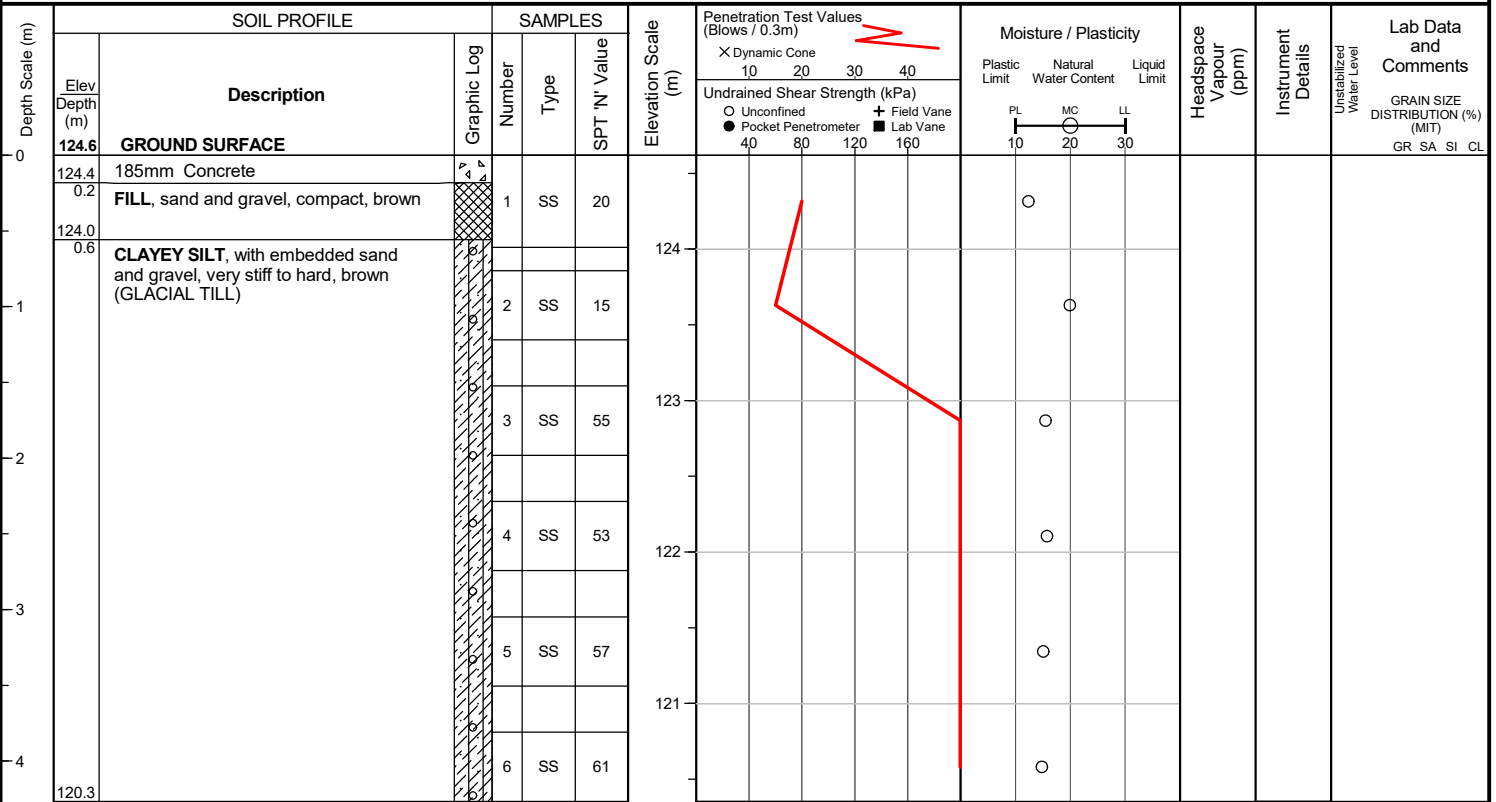 SOIL PROFILE
SAMPLES
Depth Scale (m)
Elev
Depth
(m)
Description
Graphic Log
Number
Type
SPT 'N' Value
Elevation Scale
(m)
Penetration Test Values
(Blows / 0.3m)
× Dynamic Cone
10 20 30 40
Undrained Shear Strength (kPa)
Unconfined
Field Vane
Pocket Penetrometer
Lab Vane
40 80 120 160
Moisture / Plasticity
Plastic
Limit
Natural
Water Content
Liquid
Limit
PL MC LL
10 20 30
Headspace
Vapour
(ppm)
Instrument
Details
Unstabilized
Water Level
Lab Data
and
Comments
GRAIN SIZE
DISTRIBUTION (%)
(MIT)
GR SA SI CL
124.6 GROUND SURFACE
0
124.4 185mm Concrete
0.2
FILL, sand and gravel, compact, brown
1 SS 20
124.0
0.6
CLAYEY SILT, with embedded sand
and gravel, very stiff to hard, brown
(GLACIAL TILL)
124
1
2 SS 15
123
3 SS 55
2
4 SS 53
122
3
5 SS 57
121
4
6 SS 61
120.3